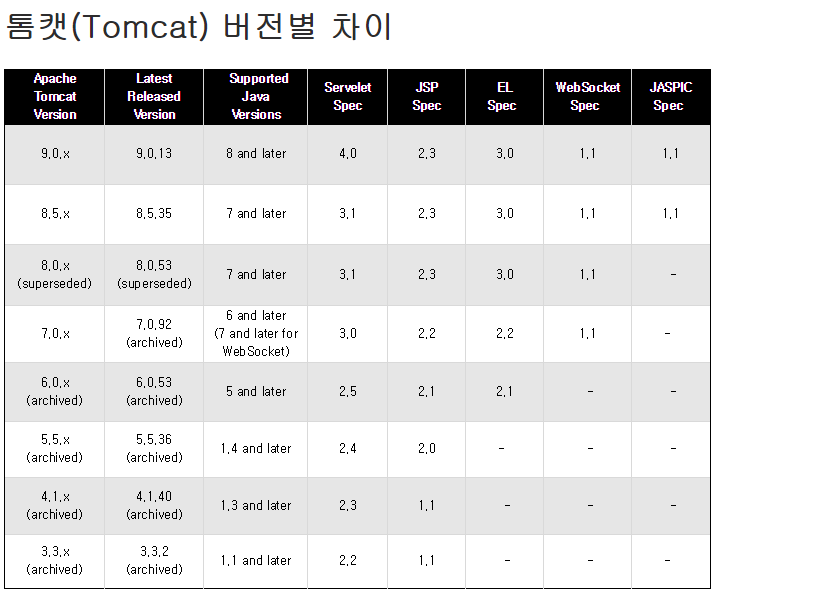 톰캣(Tomcat) 버전별 차이
Apache Tomcat Version Latest Released Version Supported Java Versions Servelet Spec JSP Spec EL Spec WebSocket Spec JASPIC Spec
9.0.x 9.0.13 8 and later 4.0 2.3 3.0 1.1 1.1
8.5.x 8.5.35 7 and later 3.1 2.3 3.0 1.1 1.1
8.0.x (superseded) 8.0.53 (superseded) 7 and later 3.1 2.3 3.0 1.1 -
7.0.x 7.0.92 (archived) 6 and later (7 and later for WebSocket) 3.0 2.2 2.2 1.1 -
6.0.x (archived) 6.0.53 (archived) 5 and later 2.5 2.1 2.1 - -
5.5.x (archived) 5.5.36 (archived) 1.4 and later 2.4 2.0 - - -
4.1.x (archived) 4.1.40 (archived) 1.3 and later 2.3 1.1 - - -
3.3.x (archived) 3.3.2 (archived) 1.1 and later 2.2 1.1 - - -